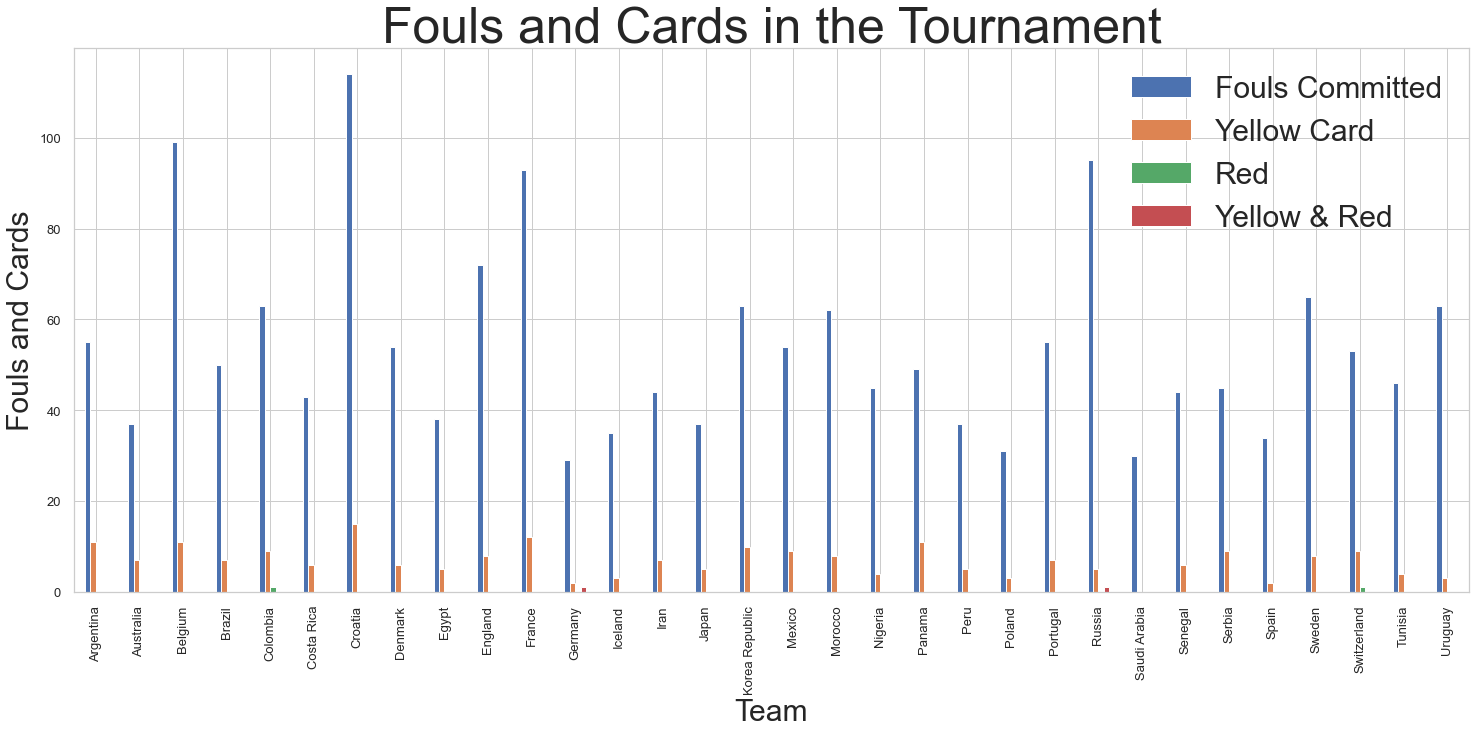 Fouls and Cards in the Tournament
Fouls Committed
Yellow Card
Red
Yellow & Red
Fouls and Cards
100
80
60
40
20
0
Argentina
Australia
Belgium
Brazil
Colombia
Costa Rica
Croatia
Denmark
Egypt
England
France
Germany
Iceland
Iran
Japan
Korea Republic
Mexico
Morocco
Nigeria
Panama
Peru
Poland
Portugal
Russia
Saudi Arabia
Senegal
Serbia
Spain
Sweden
Switzerland
Tunisia
Uruguay
Team